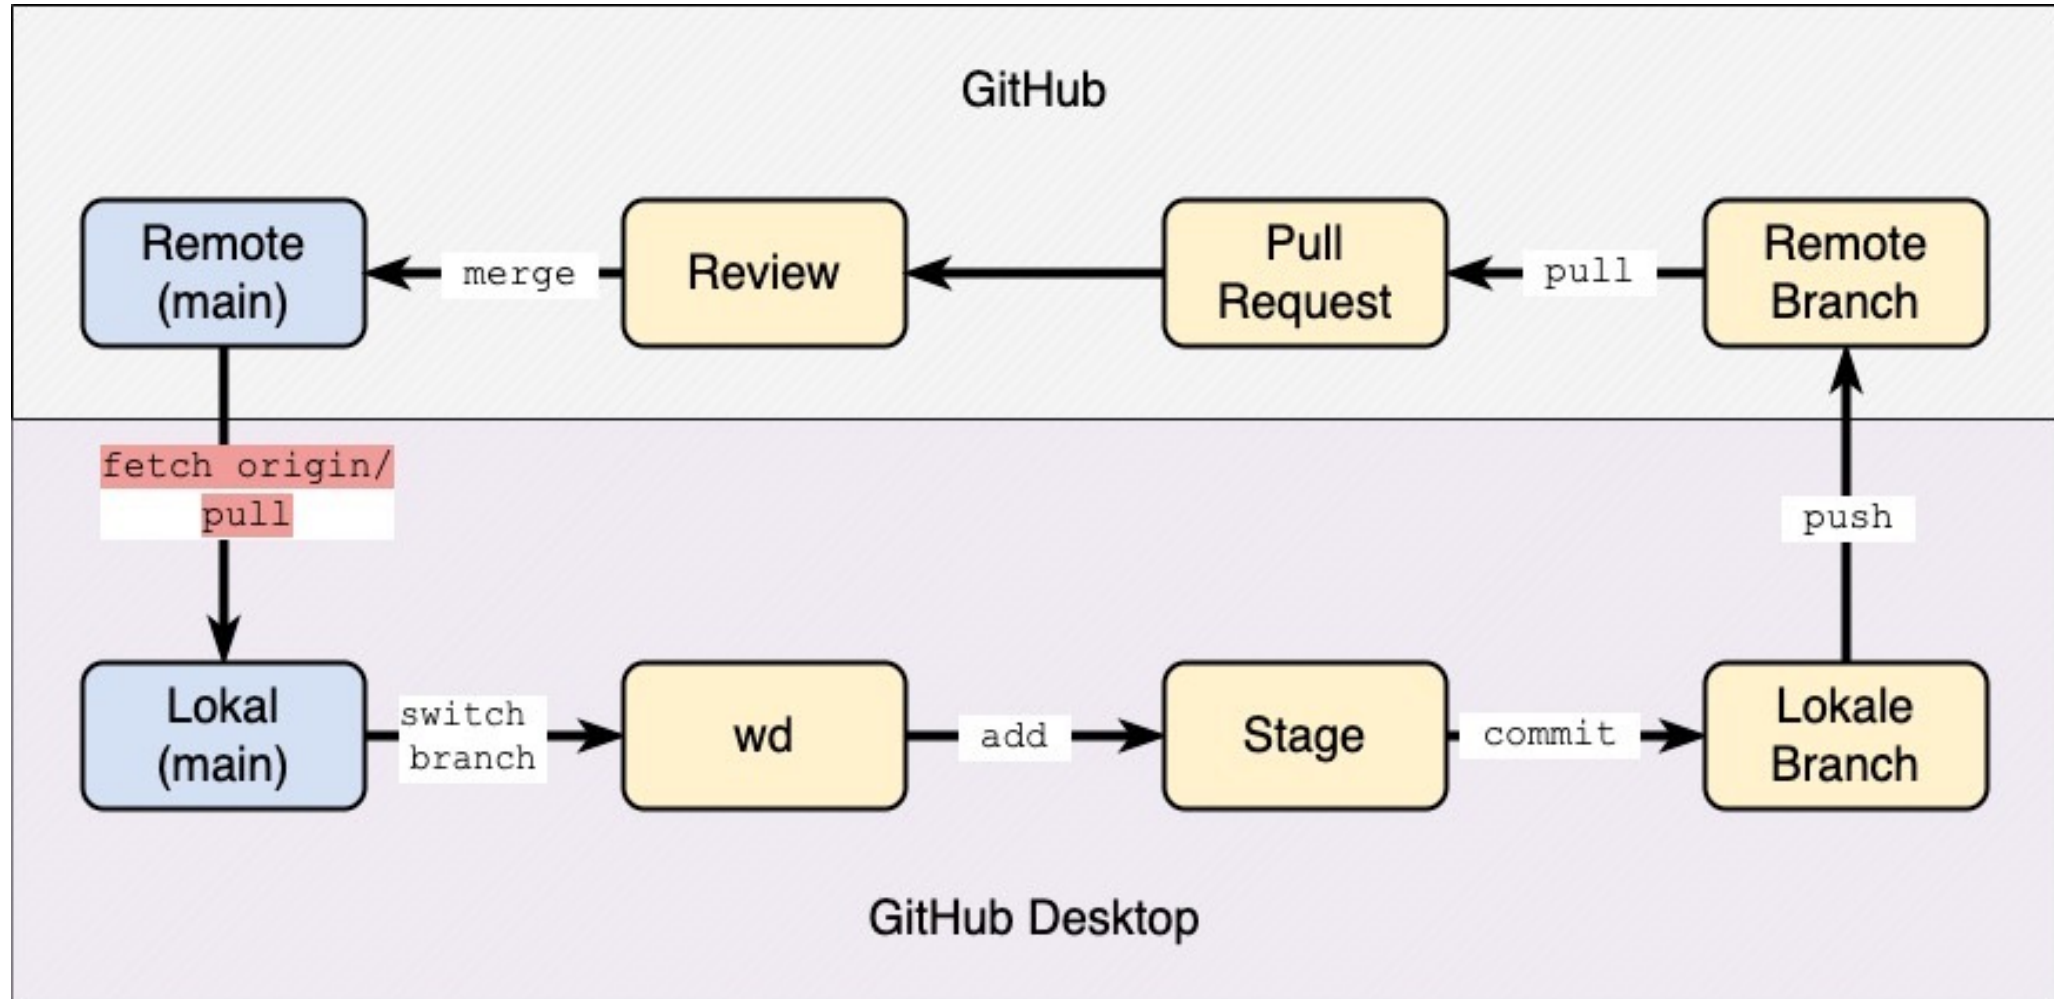 GitHub
Remote
(main)
merge
Review
Pull
Request
pull
Remote
Branch
fetch origin/
pull
push
Lokal
(main)
switch
branch
wd
add
Stage
commit
Lokale
Branch
GitHub Desktop